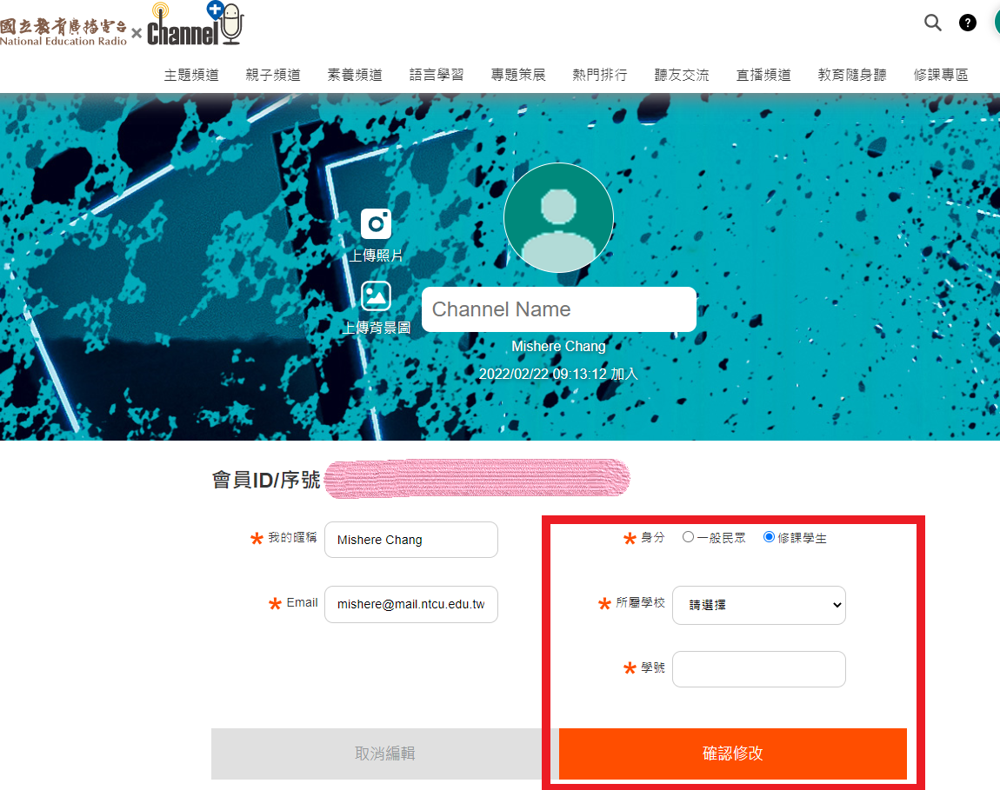 國立教育廣播電台
National Education Radio
× Channel+
?
主題頻道 親子頻道 素養頻道 語言學習 專題策展 熱門排行 聽友交流 直播頻道 教育隨身聽 修課專區
上傳照片
上傳背景圖
Channel Name
Mishere Chang
2022/02/22 09:13:12 加入
會員ID/序號
* 我的暱稱 Mishere Chang
* 身分 一般民眾 修課學生
* Email mishere@mail.ntcu.edu.tw
* 所屬學校 請選擇
* 學號
取消編輯 確認修改